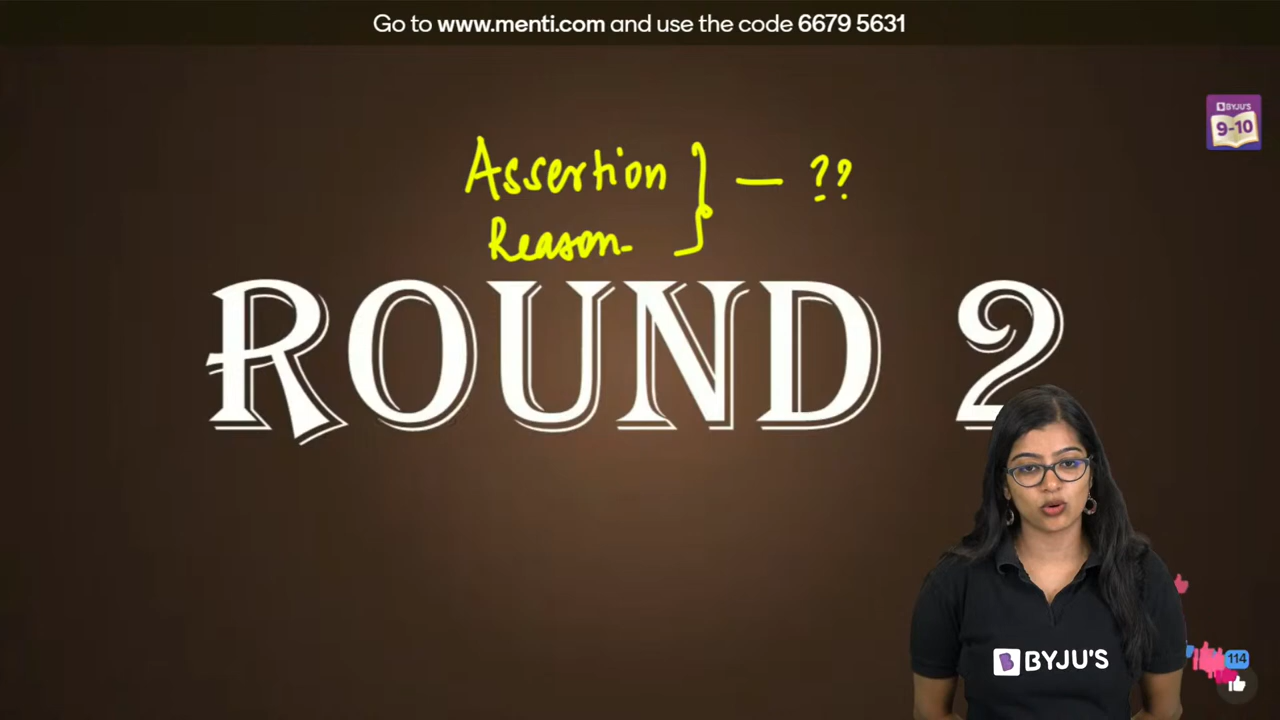 Go to www.menti.com and use the code 6679 5631
BYJU'S
9-10
Assertion } — ??
Reason
ROUND 2
BYJU'S
114